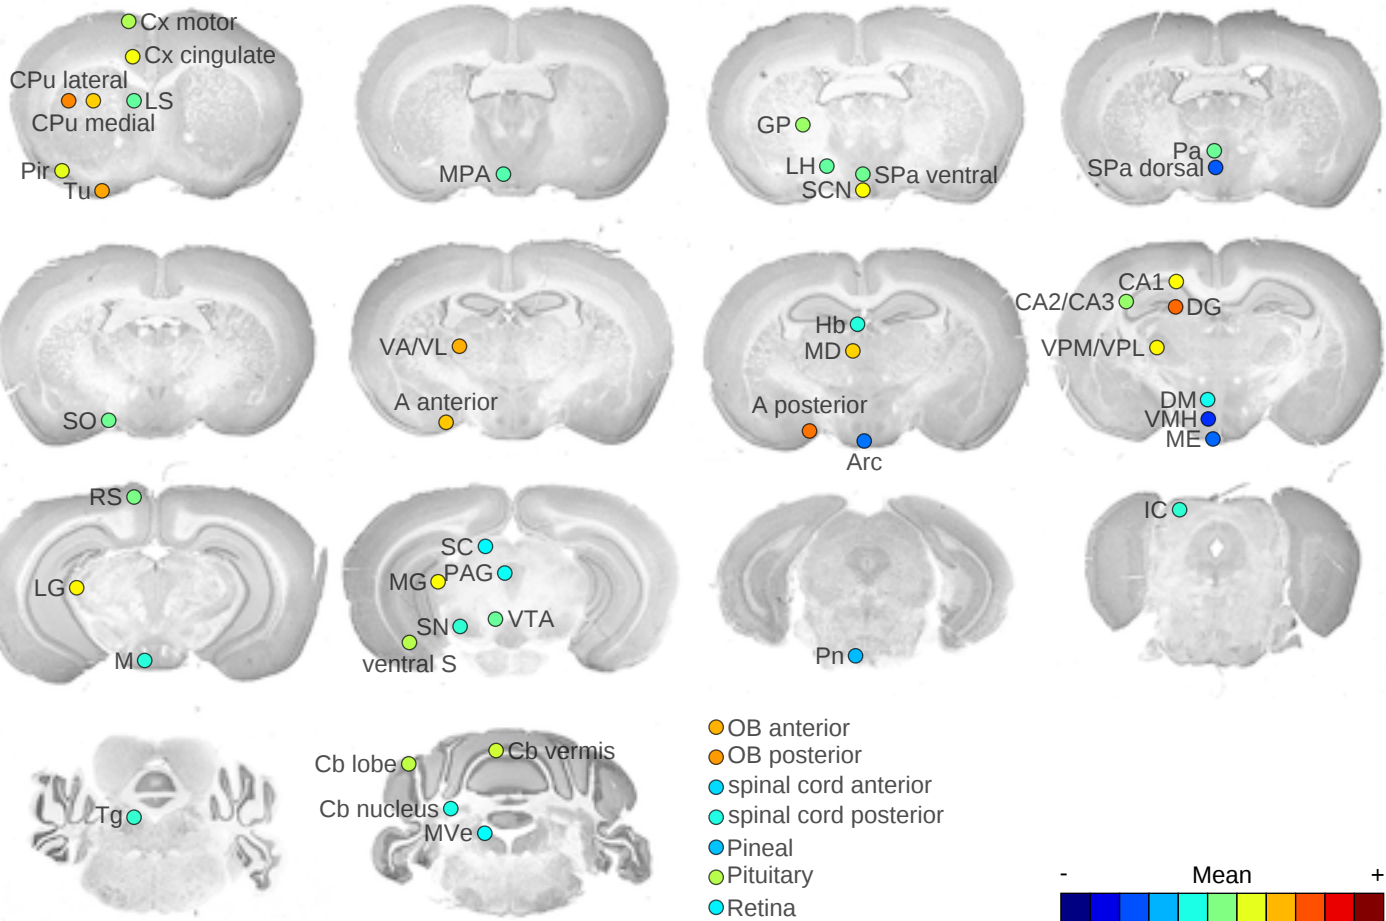 Cx motor
Cx cingulate
CPu lateral
LS
CPu medial
Pir
Tu
MPA
GP
LH
SPa ventral
SCN
Pa
SPa dorsal
SO
VA/VL
A anterior
Hb
MD
A posterior
Arc
CA1
CA2/CA3
DG
VPM/VPL
DM
VMH
ME
RS
LG
M
SC
MG
PAG
SN
VTA
ventral S
Pn
IC
Tg
Cb lobe
Cb vermis
Cb nucleus
MVe
OB anterior
OB posterior
spinal cord anterior
spinal cord posterior
Pineal
Pituitary
Retina
- Mean +